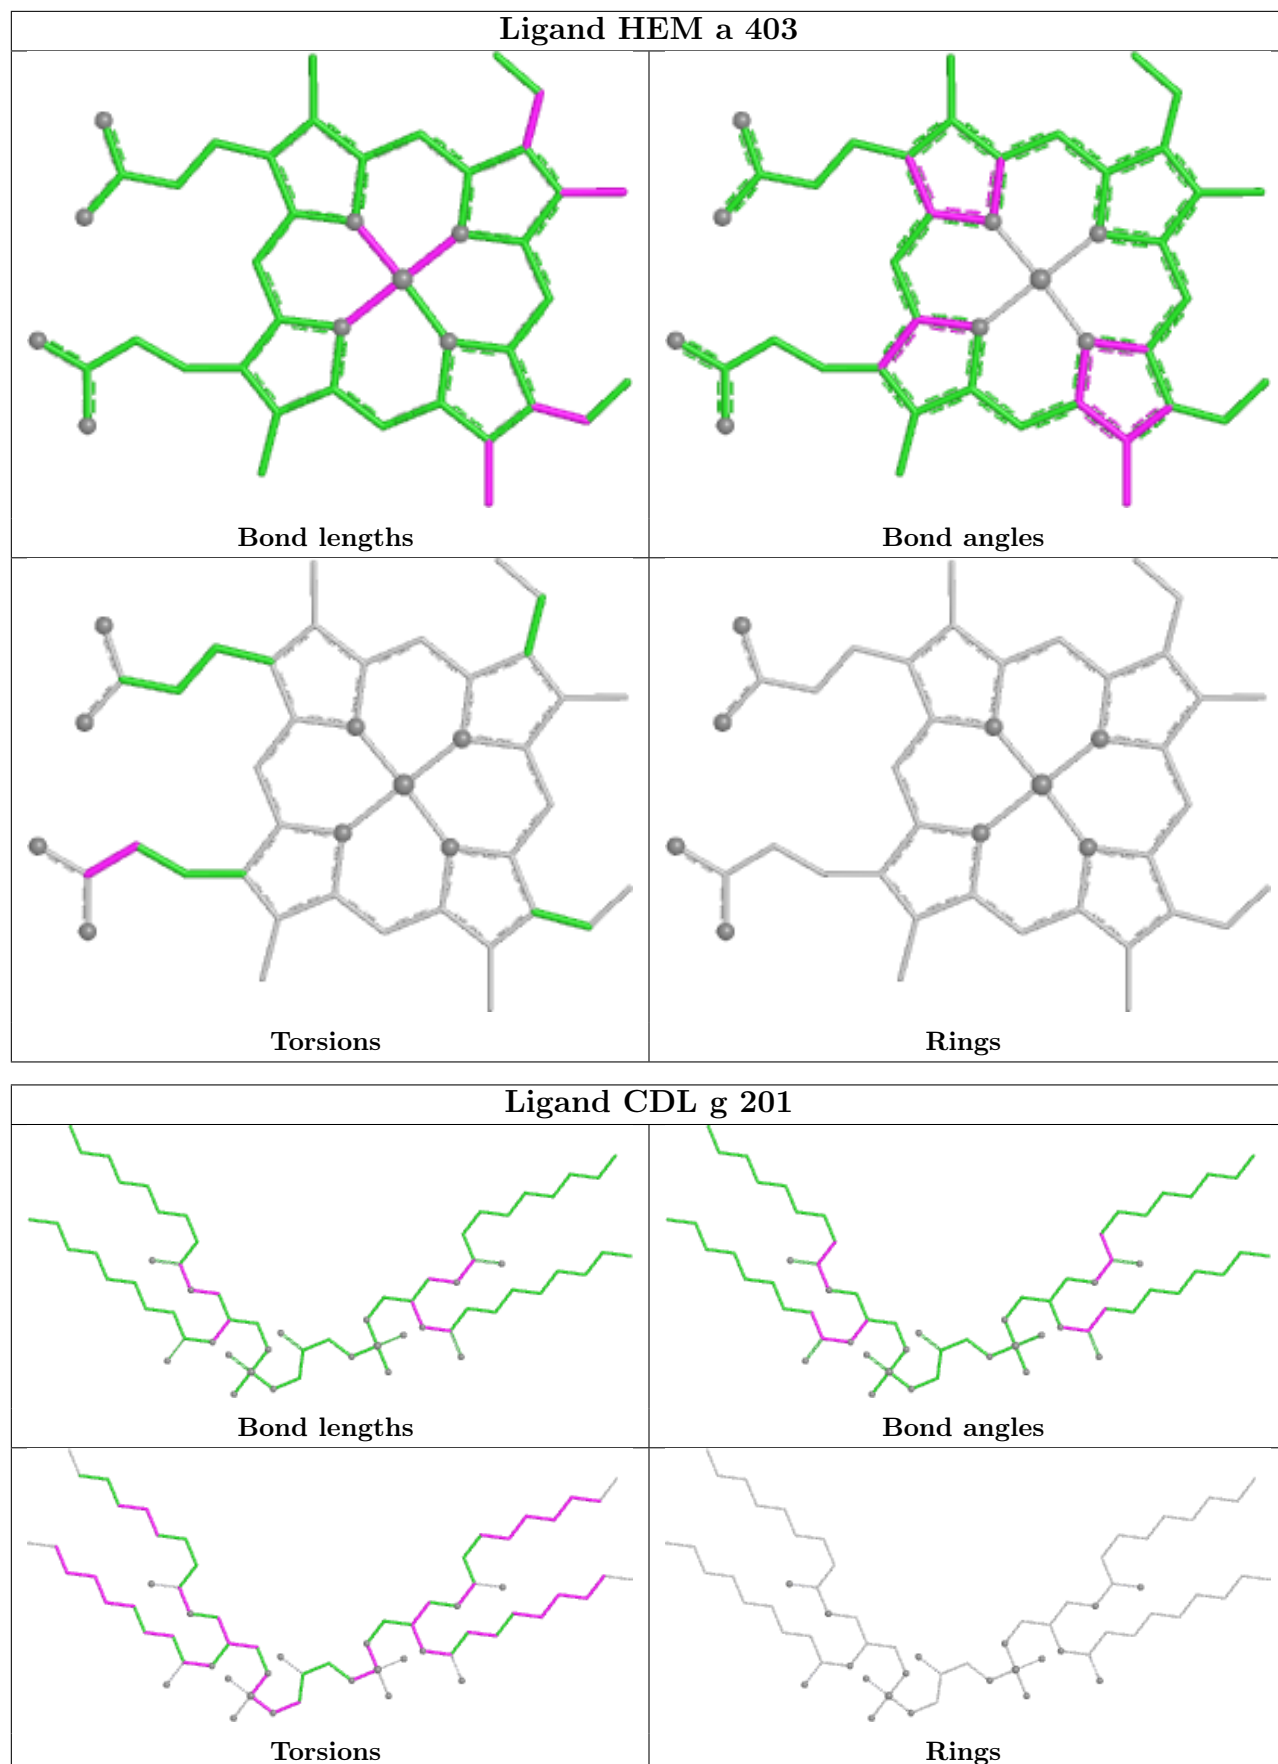 Ligand HEM a 403
Bond lengths
Bond angles
Torsions
Rings
Ligand CDL g 201
Bond lengths
Bond angles
Torsions
Rings